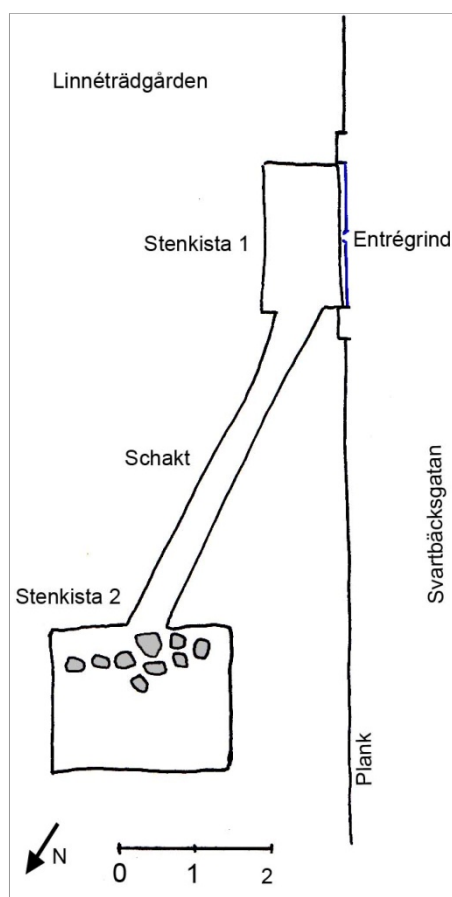 Linnéträdgården
Stenkista 1
Entrégrind
Schakt
Svartbäcksgatan
Stenkista 2
Plank
N
0 1 2